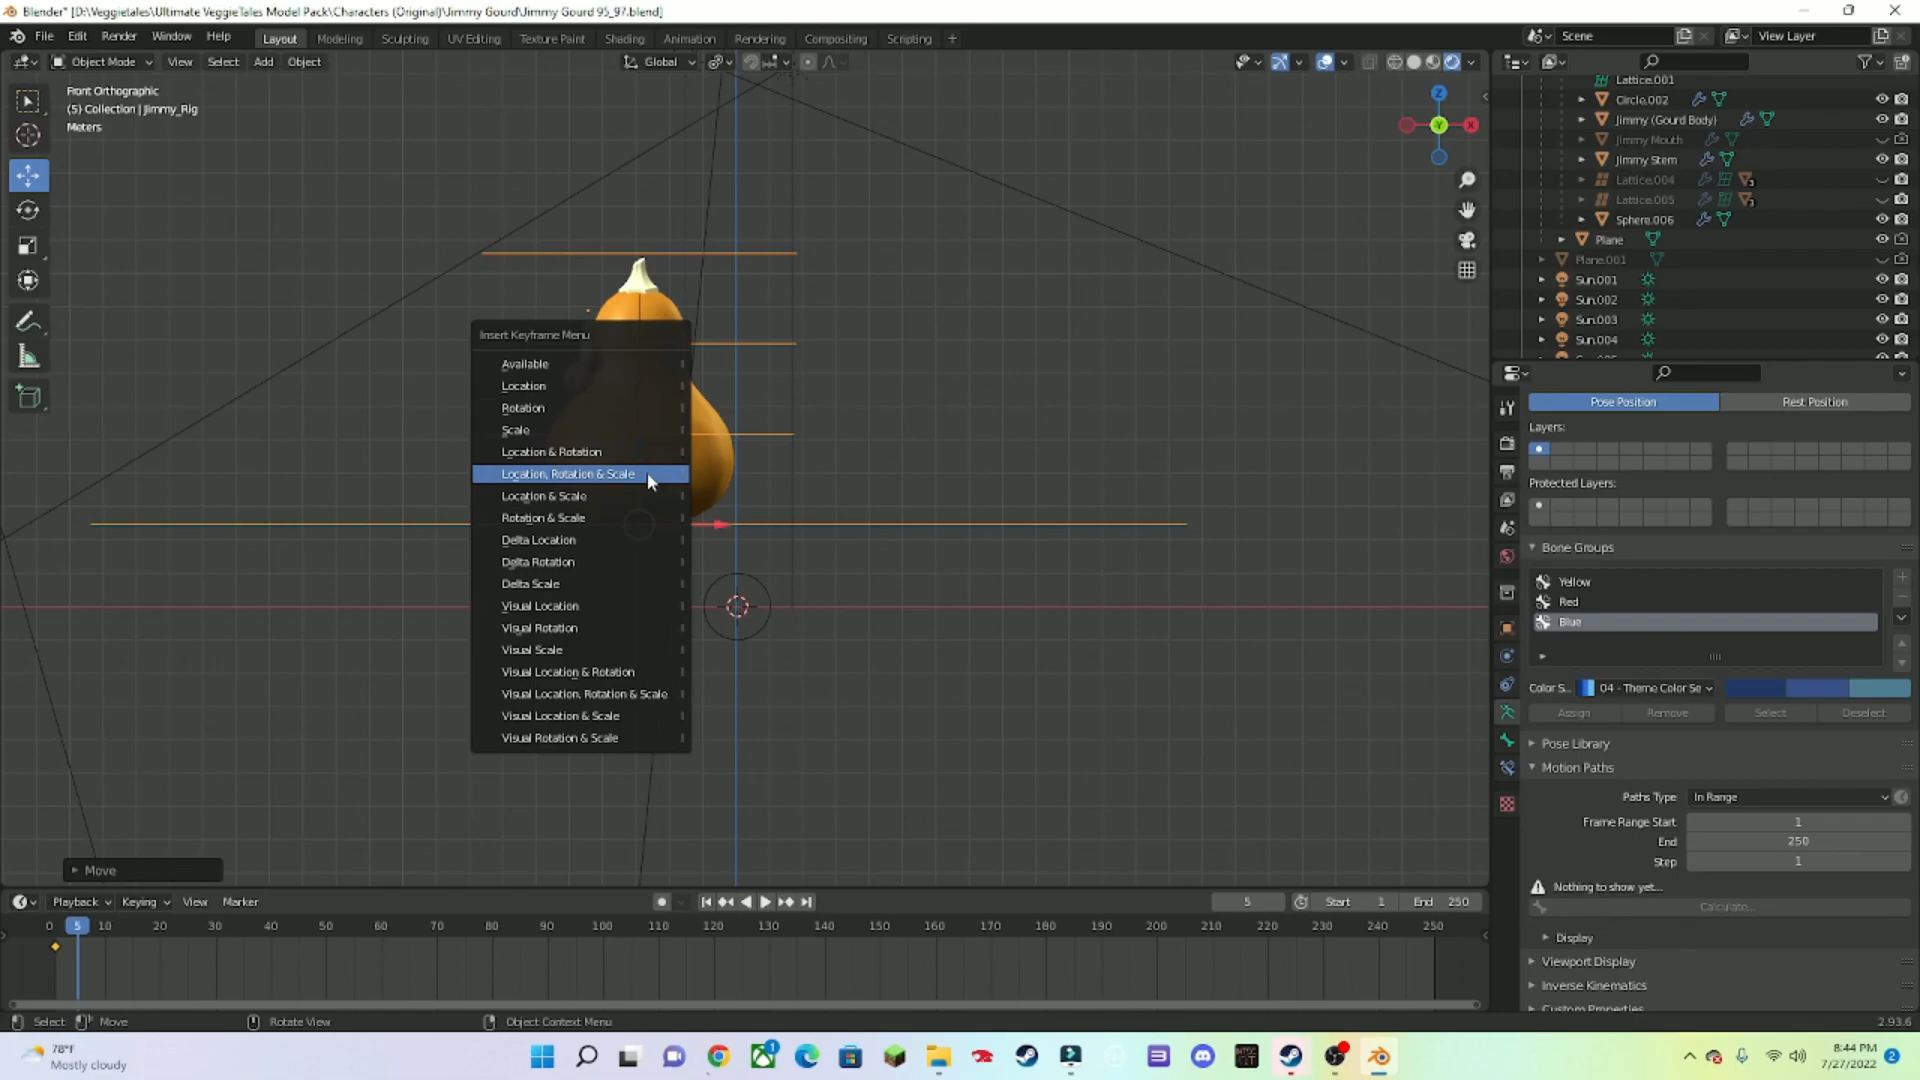 Blender* [D:\Veggietales\Ultimate VeggieTales Model Pack\Characters (Original)\Jimmy Gourd\Jimmy Gourd 95_97.blend]
File Edit Render Window Help Layout Modeling Sculpting UV Editing Texture Paint Shading Animation Rendering Compositing Scripting + Scene View Layer
Object Mode View Select Add Object Global
Front Orthographic
(5) Collection | Jimmy_Rig
Meters
Z
Y
X
Lattice.001
Circle.002
Jimmy (Gourd Body)
Jimmy Mouth
Jimmy Stem
Lattice.004 3
Lattice.005 3
Sphere.006
Plane
Plane.001
Sun.001
Sun.002
Sun.003
Sun.004
Insert Keyframe Menu
Available I
Location I
Rotation I
Scale I
Location & Rotation I
Location, Rotation & Scale I
Location & Scale I
Rotation & Scale I
Delta Location I
Delta Rotation I
Delta Scale I
Visual Location I
Visual Rotation I
Visual Scale I
Visual Location & Rotation I
Visual Location, Rotation & Scale I
Visual Location & Scale I
Visual Rotation & Scale I
Pose Position Rest Position
Layers:
Protected Layers:
Bone Groups
Yellow
Red
Blue
Color S... 04 - Theme Color Se
Assign Remove Select Deselect
Pose Library
Motion Paths
Paths Type In Range
Frame Range Start 1
End 250
Step 1
Nothing to show yet...
Calculate...
Display
Viewport Display
Inverse Kinematics
Custom Properties
Move
Playback Keying View Marker 5 Start 1 End 250
0 5 10 20 30 40 50 60 70 80 90 100 110 120 130 140 150 160 170 180 190 200 210 220 230 240 250
Select Move Rotate View Object Context Menu 2.93.6
78°F
Mostly cloudy
1
8:44 PM
7/27/2022
2